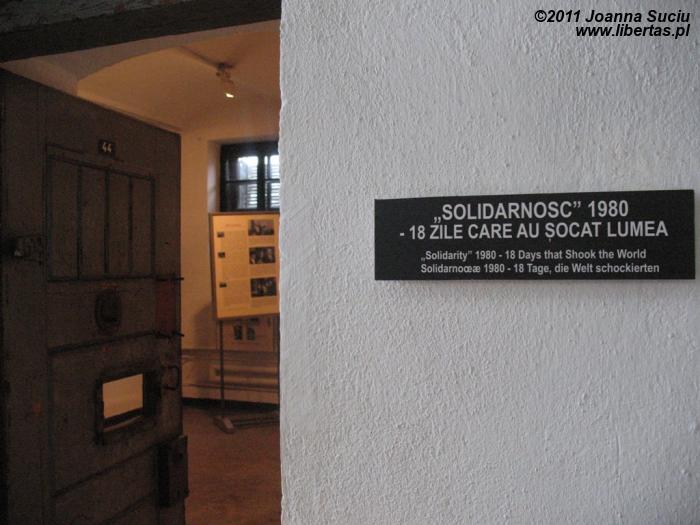 ©2011 Joanna Suciu
www.libertas.pl
44
„SOLIDARNOSC” 1980
- 18 ZILE CARE AU ȘOCAT LUMEA
„Solidarity” 1980 - 18 Days that Shook the World
Solidarnoœæ 1980 - 18 Tage, die Welt schockierten